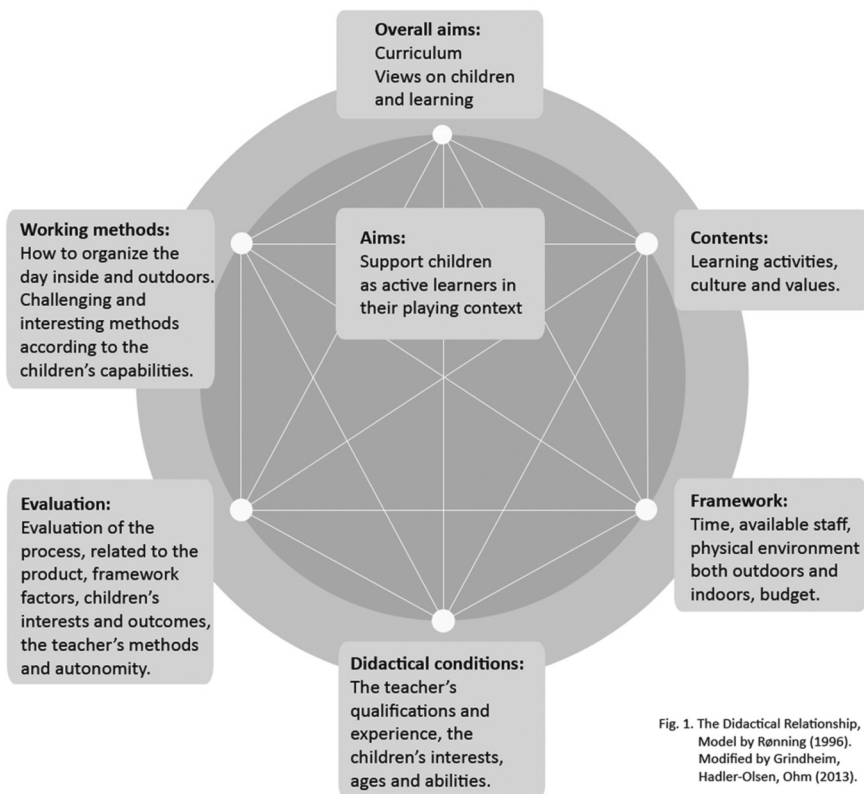 Overall aims:
Curriculum
Views on children
and learning
Working methods:
How to organize the
day inside and outdoors.
Challenging and
interesting methods
according to the
children's capabilities.
Aims:
Support children
as active learners in
their playing context
Contents:
Learning activities,
culture and values.
Evaluation:
Evaluation of the
process, related to the
product, framework
factors, children's
interests and outcomes,
the teacher's methods
and autonomity.
Framework:
Time, available staff,
physical environment
both outdoors and
indoors, budget.
Didactical conditions:
The teacher's
qualifications and
experience, the
children's interests,
ages and abilities.
Fig. 1. The Didactical Relationship,
Model by Rønning (1996).
Modified by Grindheim,
Hadler-Olsen, Ohm (2013).